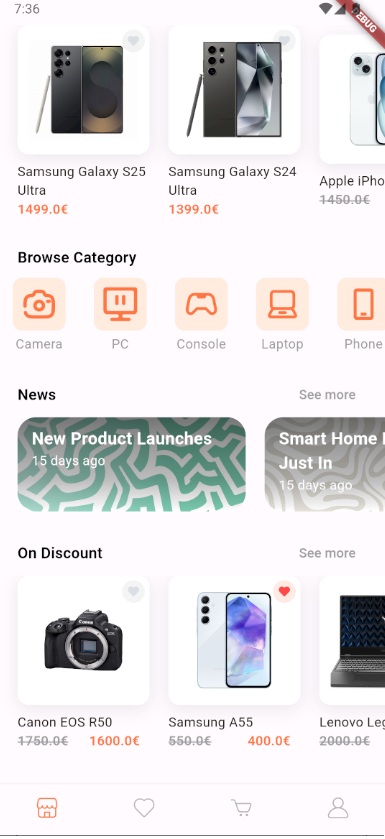 7:36
Samsung Galaxy S25
Ultra
1499.0€
Samsung Galaxy S24
Ultra
1399.0€
Apple iPho
1450.0€
Browse Category
Camera
PC
Console
Laptop
Phone
News
See more
New Product Launches
15 days ago
Smart Home
Just In
15 days ago
On Discount
See more
Canon
Canon EOS R50
1750.0€ 1600.0€
Samsung A55
550.0€ 400.0€
Lenovo Leg
2000.0€